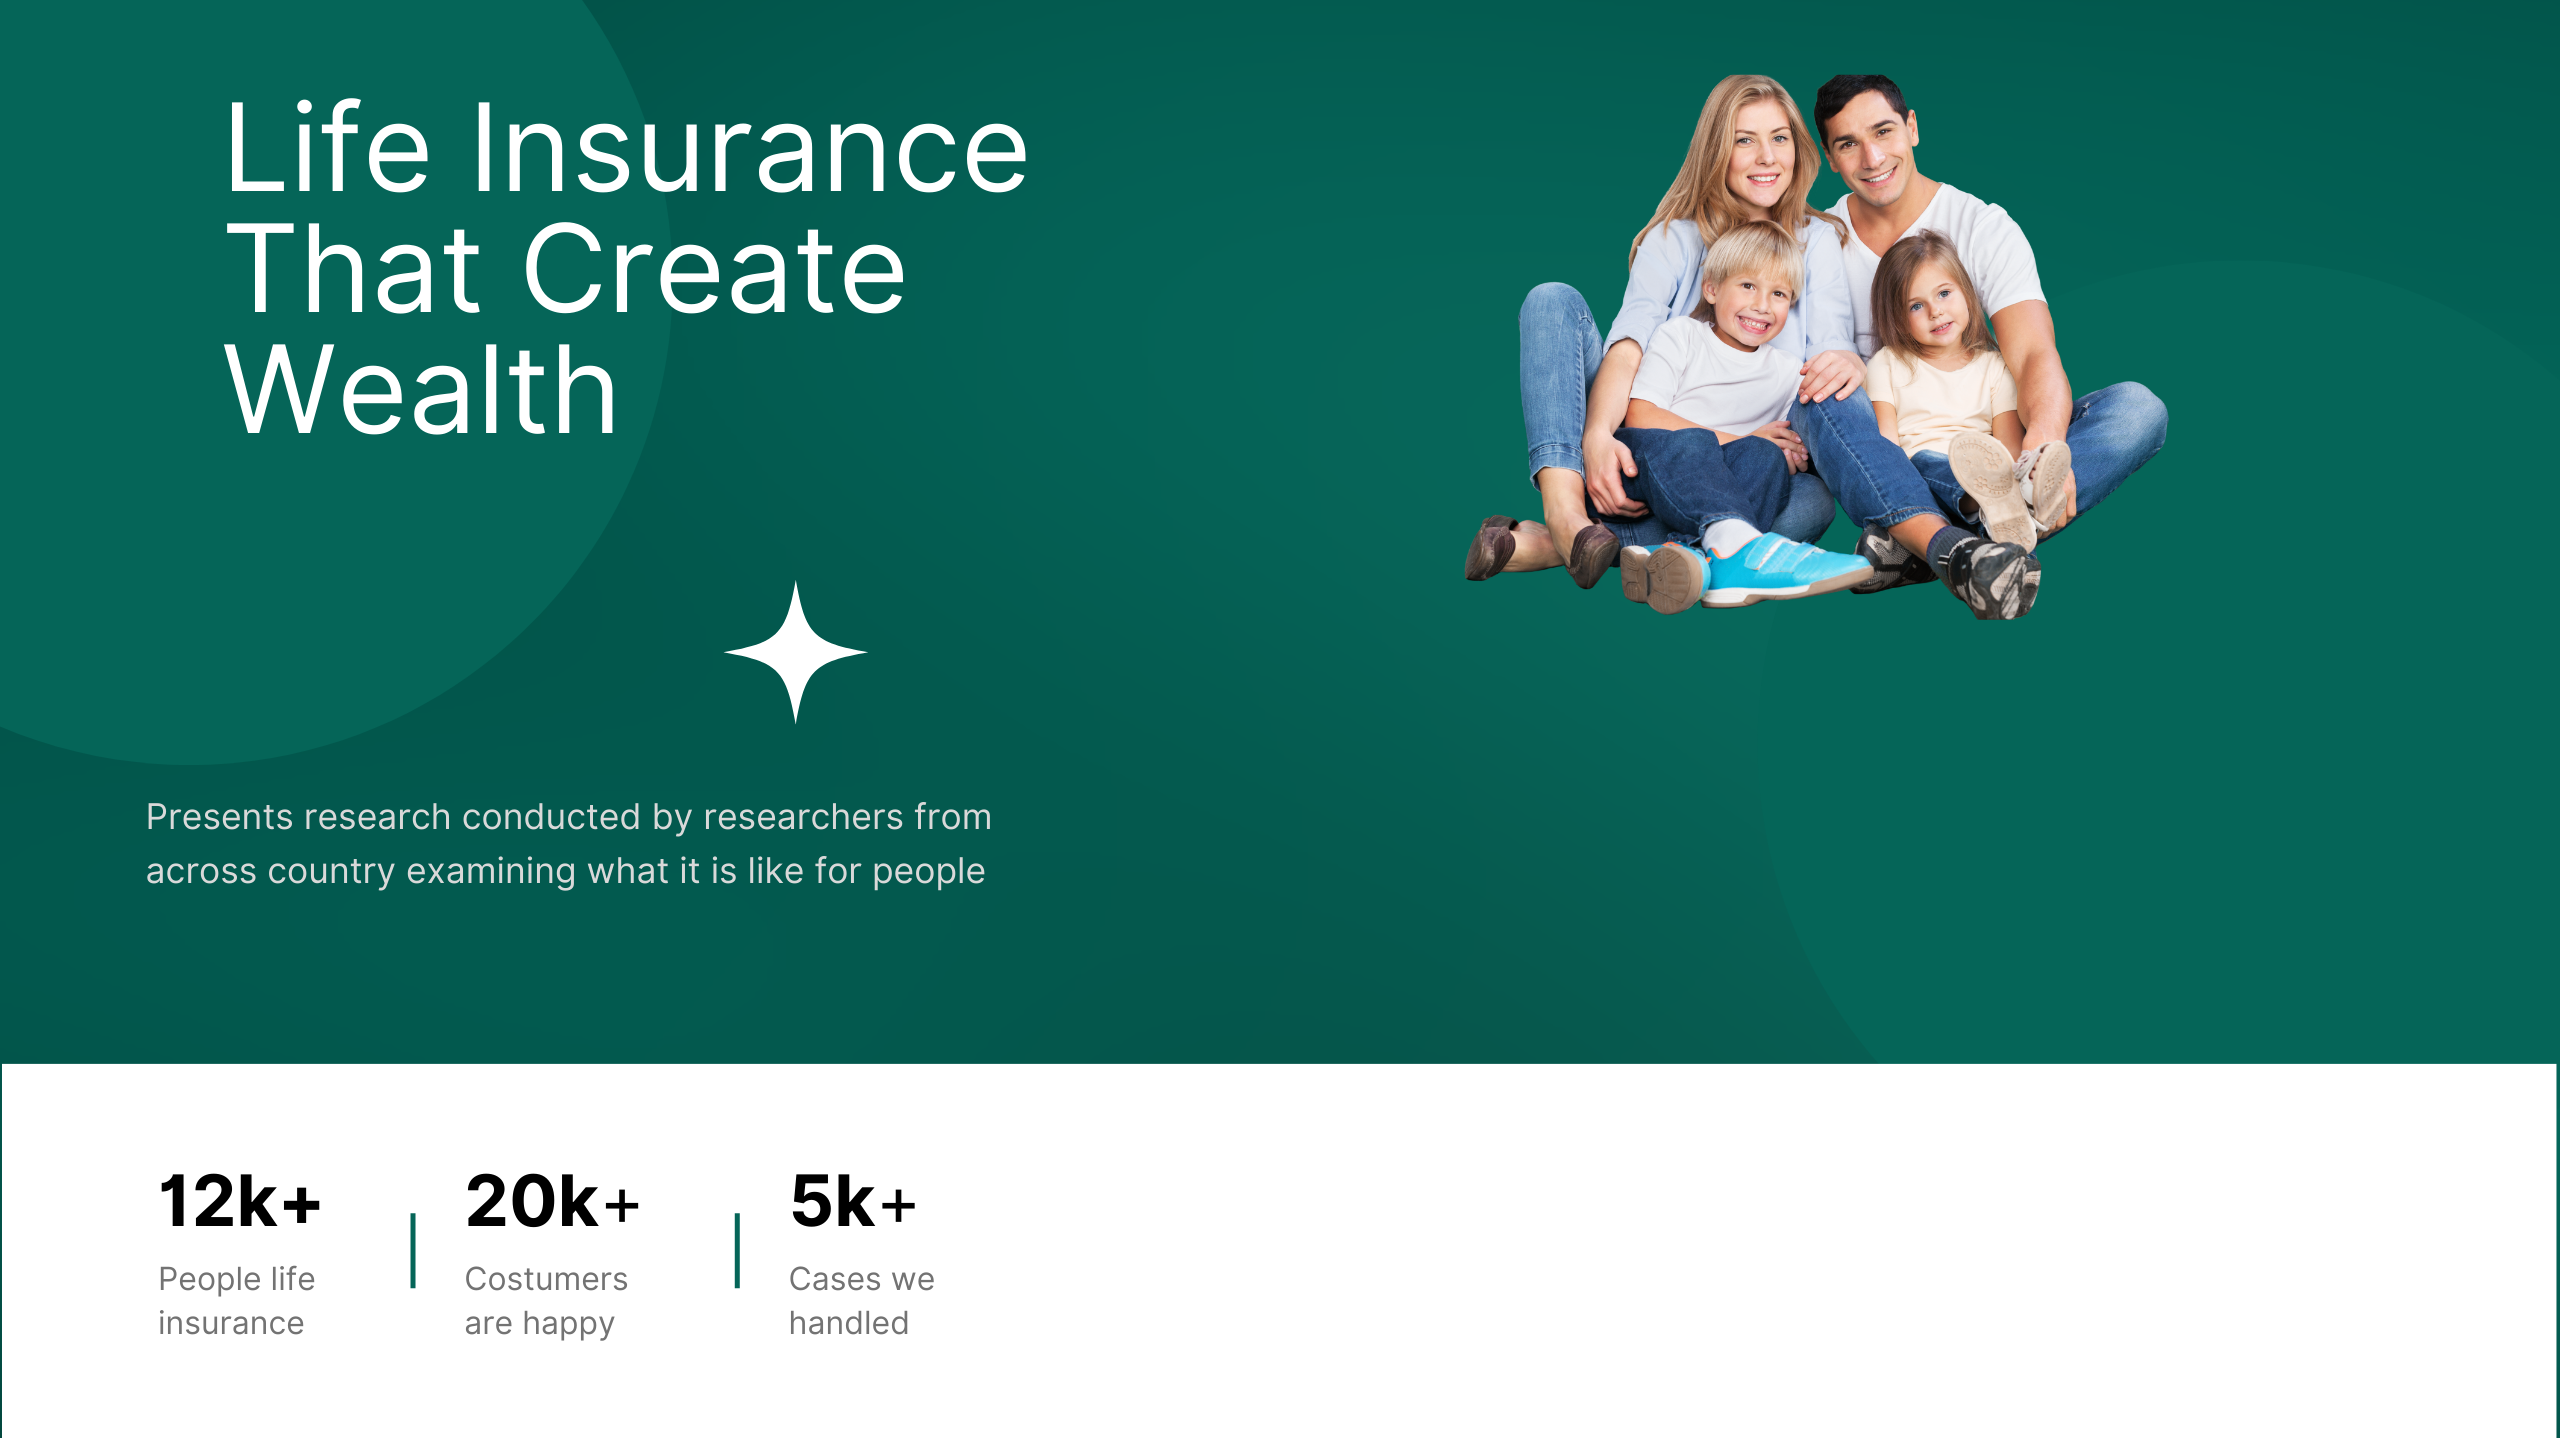 Life Insurance
That Create
Wealth
Presents research conducted by researchers from
across country examining what it is like for people
12k+
People life
insurance
20k+
Costumers
are happy
5k+
Cases we
handled